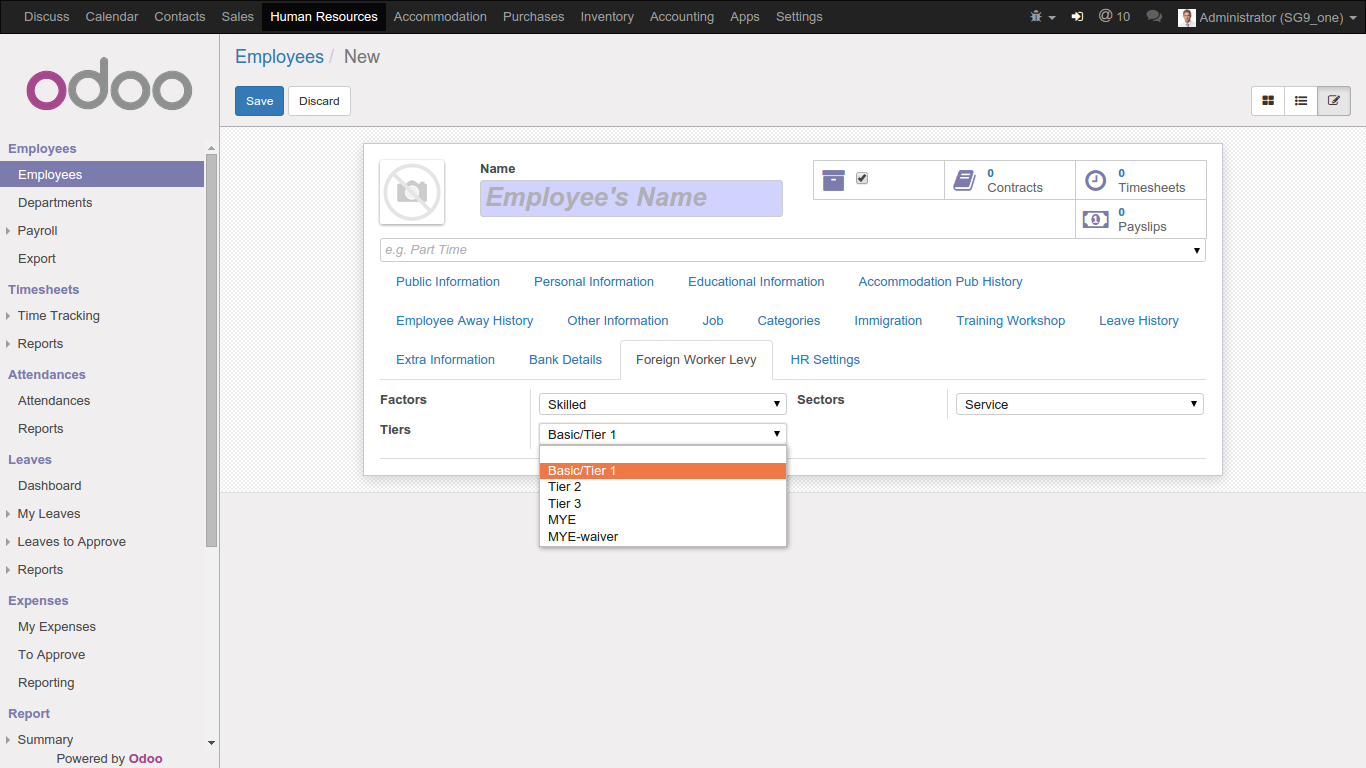 Discuss Calendar Contacts Sales Human Resources Accommodation Purchases Inventory Accounting Apps Settings @ 10 Administrator (SG9_one)
odoo
Employees
Employees
Departments
Payroll
Export
Timesheets
Time Tracking
Reports
Attendances
Attendances
Reports
Leaves
Dashboard
My Leaves
Leaves to Approve
Reports
Expenses
My Expenses
To Approve
Reporting
Report
Summary
Powered by Odoo
Employees / New
Save Discard
Name
Employee's Name
0 Contracts
0 Timesheets
1
0 Payslips
e.g. Part Time
Public Information Personal Information Educational Information Accommodation Pub History
Employee Away History Other Information Job Categories Immigration Training Workshop Leave History
Extra Information Bank Details Foreign Worker Levy HR Settings
Factors Skilled Sectors Service
Tiers Basic/Tier 1
Basic/Tier 1
Tier 2
Tier 3
MYE
MYE-waiver